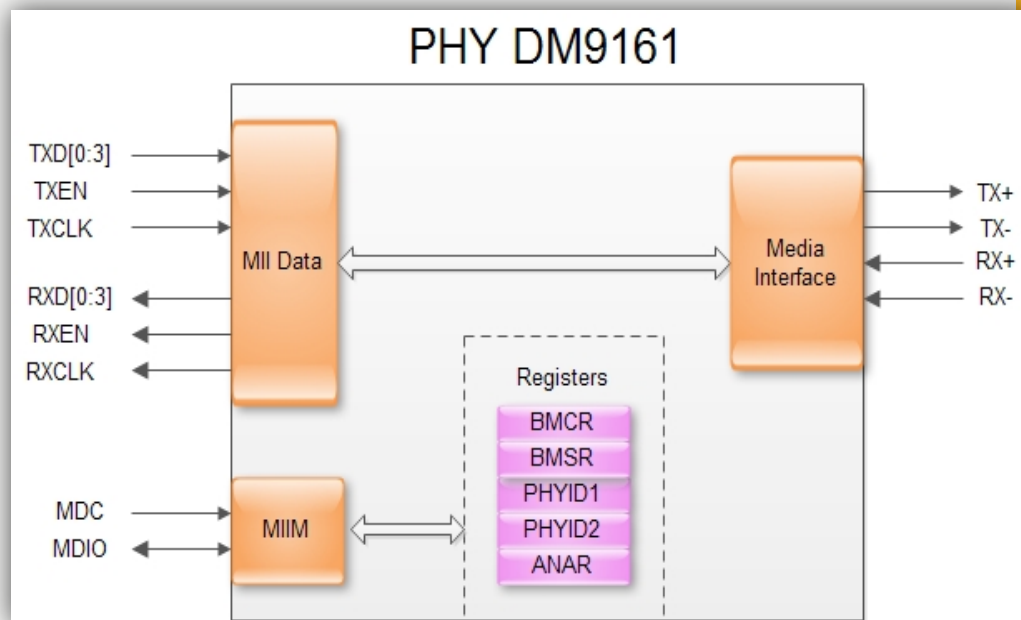 PHY DM9161
TXD[0:3]
TXEN
TXCLK
MII Data
RXD[0:3]
RXEN
RXCLK
Media
Interface
TX+
TX-
RX+
RX-
Registers
BMCR
BMSR
PHYID1
PHYID2
ANAR
MDC
MDIO
MIIM